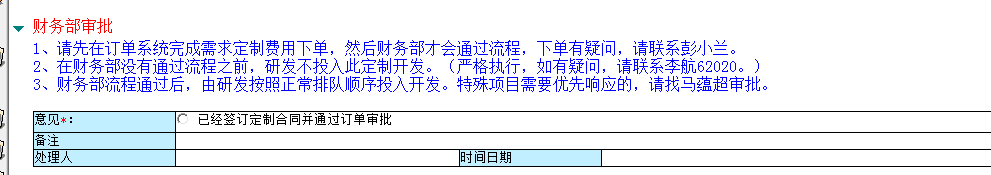 财务部审批
1、请先在订单系统完成需求定制费用下单，然后财务部才会通过流程，下单有疑问，请联系彭小兰。
2、在财务部没有通过流程之前，研发不投入此定制开发。（严格执行，如有疑问，请联系李航62020。）
3、财务部流程通过后，由研发按照正常排队顺序投入开发。特殊项目需要优先响应的，请找马蕴超审批。
意见*： 已经签订定制合同并通过订单审批
备注
处理人 时间日期